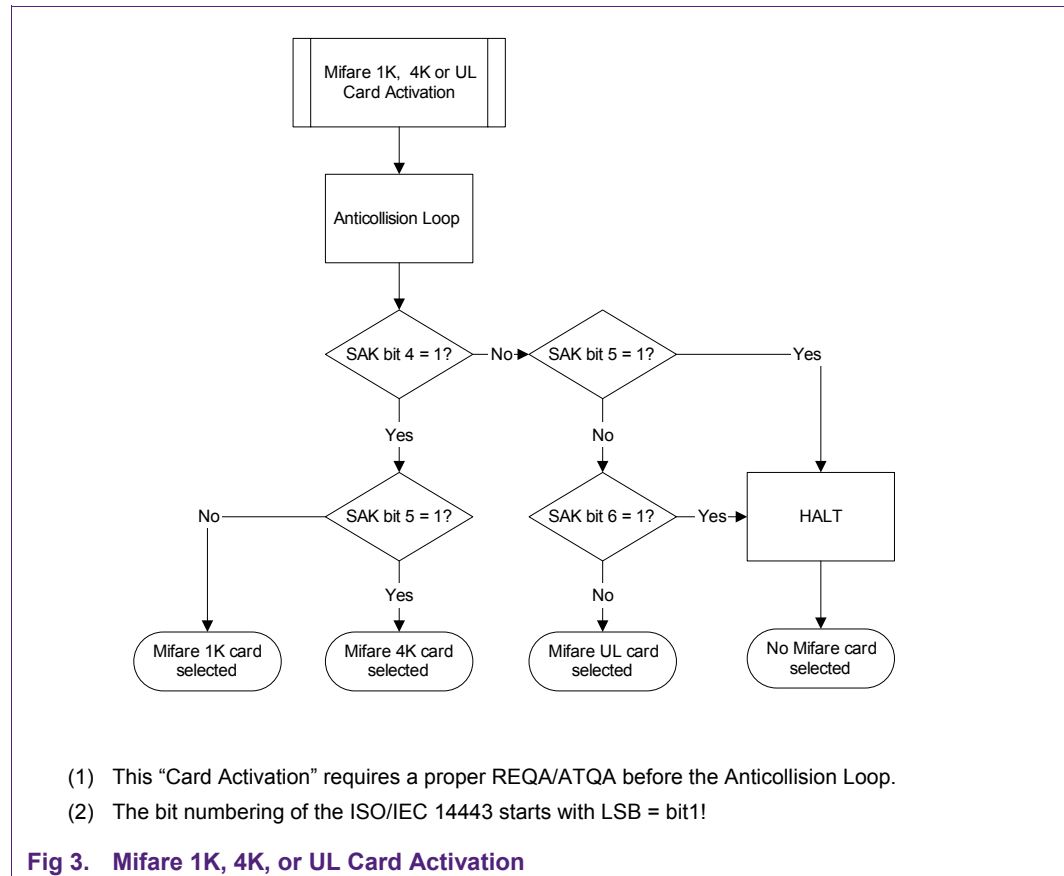 Mifare 1K, 4K or UL
Card Activation
Anticollision Loop
SAK bit 4 = 1?
No
SAK bit 5 = 1?
Yes
Yes
No
No
SAK bit 5 = 1?
SAK bit 6 = 1?
Yes
HALT
Yes
No
Mifare 1K card
selected
Mifare 4K card
selected
Mifare UL card
selected
No Mifare card
selected
(1) This “Card Activation” requires a proper REQA/ATQA before the Anticollision Loop.
(2) The bit numbering of the ISO/IEC 14443 starts with LSB = bit1!
Fig 3. Mifare 1K, 4K, or UL Card Activation